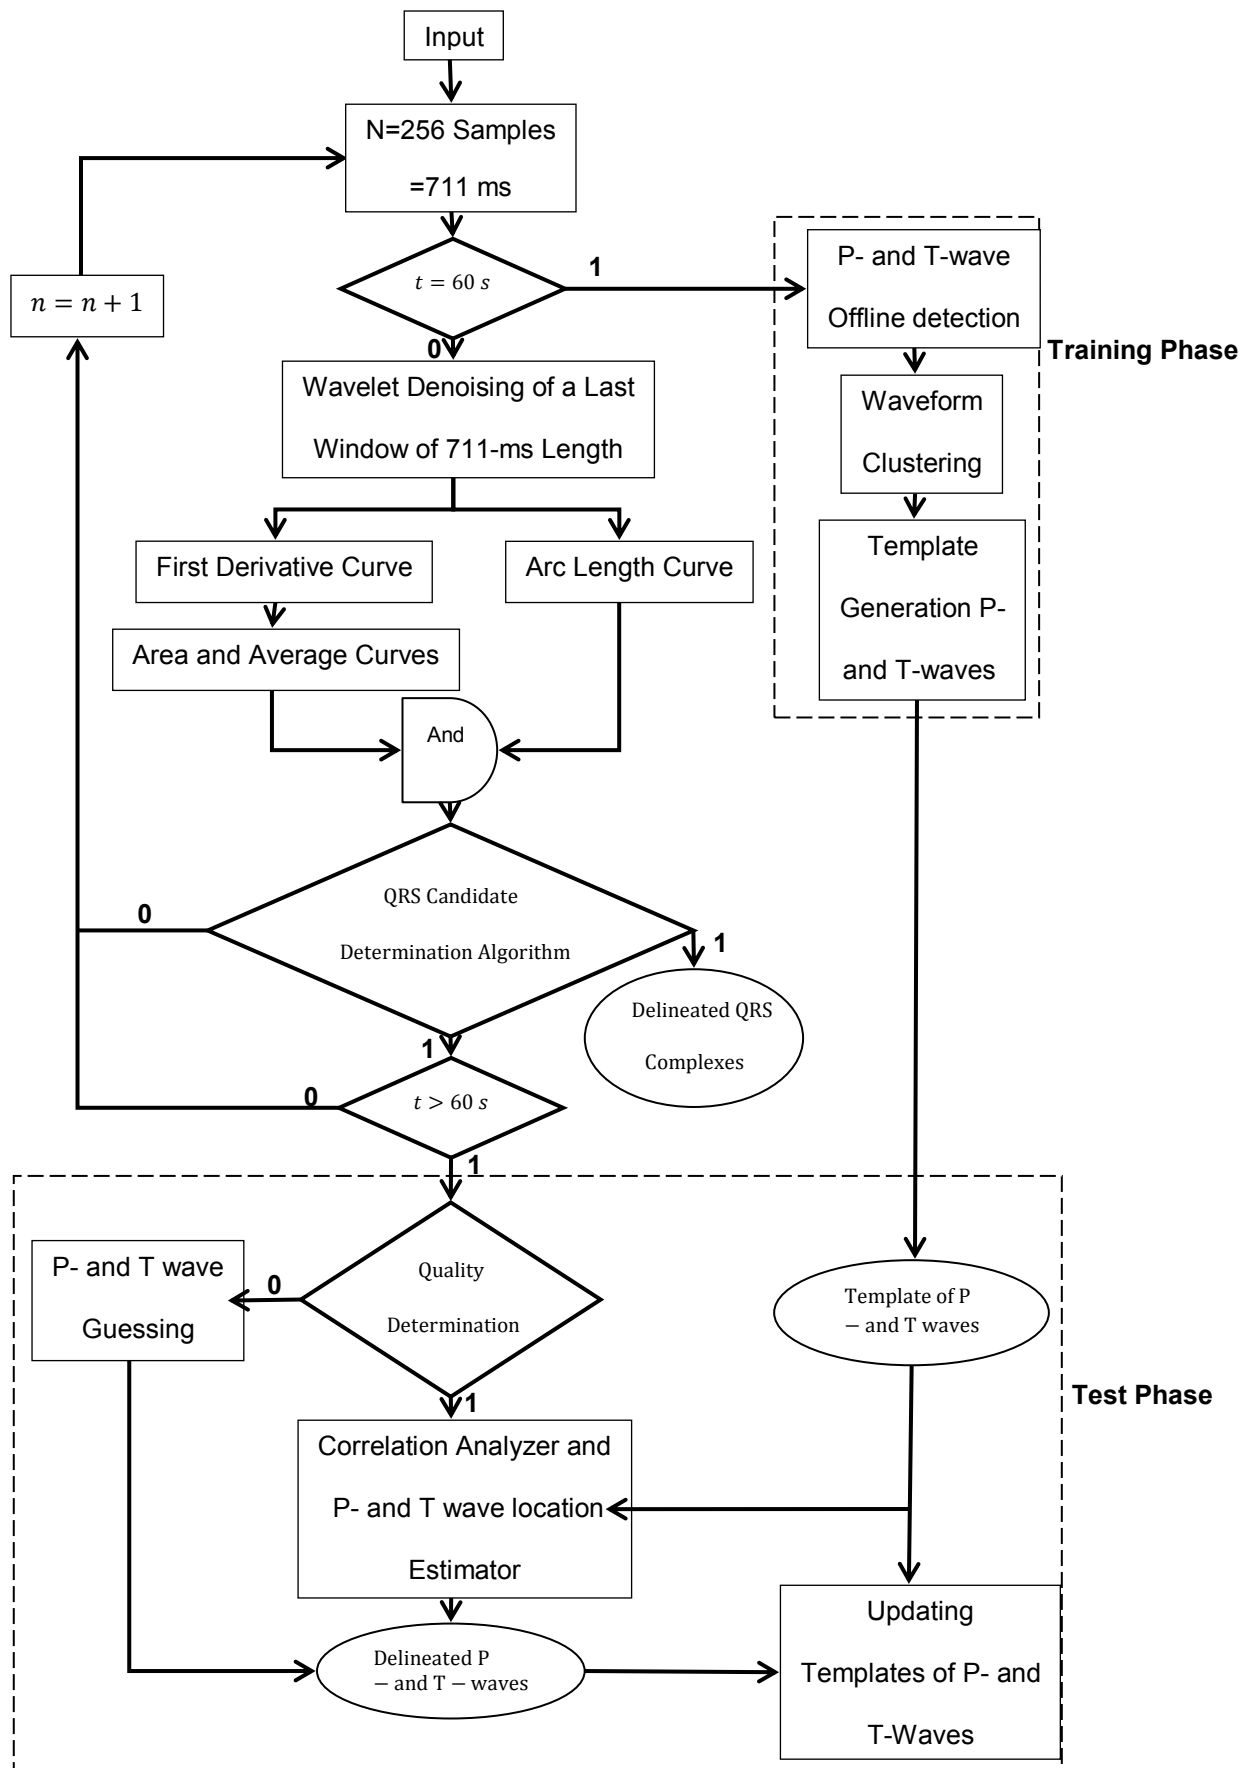 Input
N=256 Samples
=711 ms
t = 60 s
1
0
n = n + 1
P- and T-wave
Offline detection
Training Phase
Waveform
Clustering
Template
Generation P-
and T-waves
Wavelet Denoising of a Last
Window of 711-ms Length
First Derivative Curve
Arc Length Curve
Area and Average Curves
And
QRS Candidate
Determination Algorithm
0
1
Delineated QRS
Complexes
1
t > 60 s
0
1
Quality
Determination
0
P- and T wave
Guessing
1
Template of P
− and T waves
Test Phase
Correlation Analyzer and
P- and T wave location
Estimator
Delineated P
− and T − waves
Updating
Templates of P- and
T-Waves